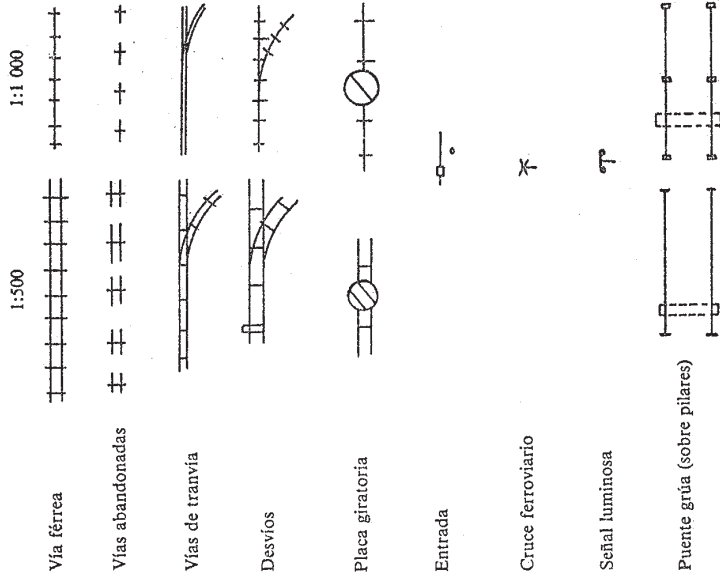 1:500
1:1 000
Vía férrea
Vías abandonadas
Vías de tranvía
Desvíos
Placa giratoria
Entrada
Cruce ferroviario
Señal luminosa
Puente grúa (sobre pilares)